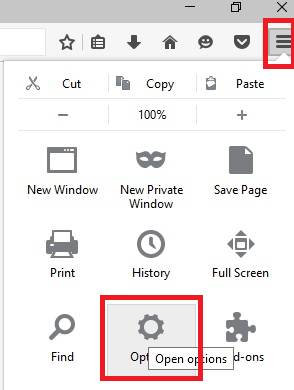 Cut Copy Paste
100%
New Window New Private Save Page
Window
Print History Full Screen
Find Opt d-ons
Open options